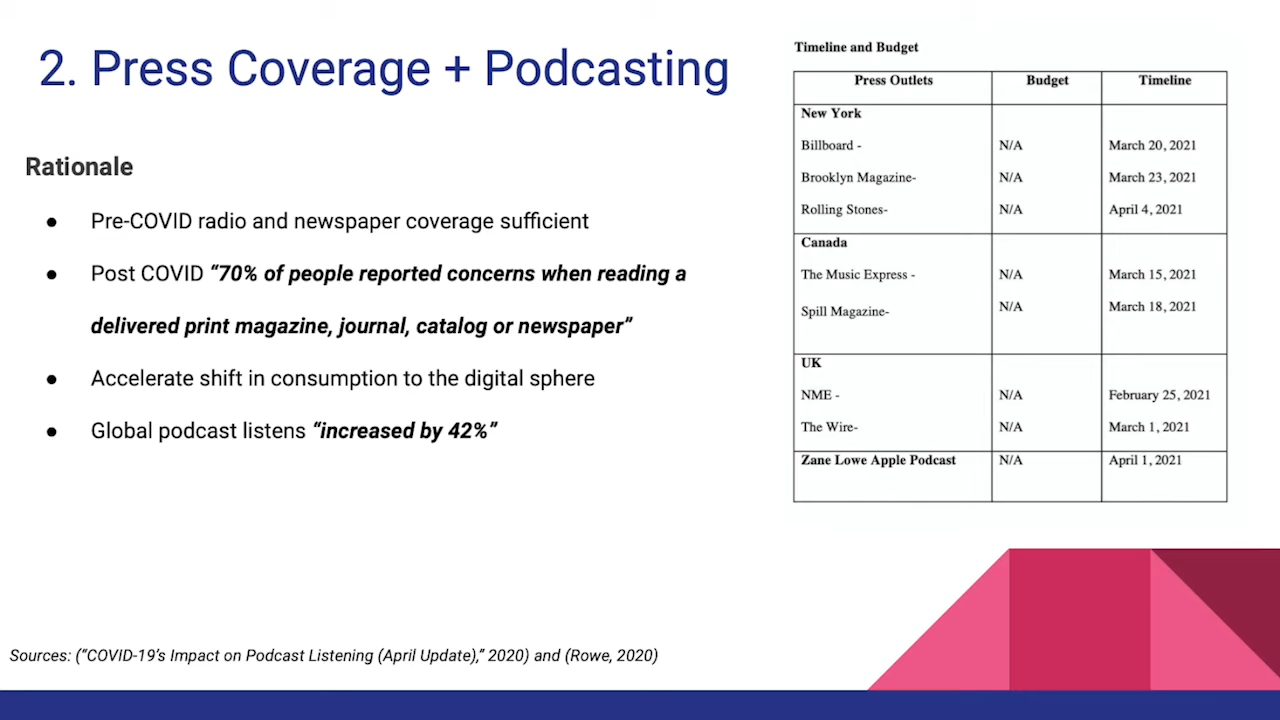 2. Press Coverage + Podcasting
Rationale
● Pre-COVID radio and newspaper coverage sufficient
● Post COVID “70% of people reported concerns when reading a
delivered print magazine, journal, catalog or newspaper”
● Accelerate shift in consumption to the digital sphere
● Global podcast listens “increased by 42%”
Sources: (“COVID-19’s Impact on Podcast Listening (April Update),” 2020) and (Rowe, 2020)
Timeline and Budget
Press Outlets Budget Timeline
New York
Billboard - N/A March 20, 2021
Brooklyn Magazine- N/A March 23, 2021
Rolling Stones- N/A April 4, 2021
Canada
The Music Express - N/A March 15, 2021
Spill Magazine- N/A March 18, 2021
UK
NME - N/A February 25, 2021
The Wire- N/A March 1, 2021
Zane Lowe Apple Podcast N/A April 1, 2021